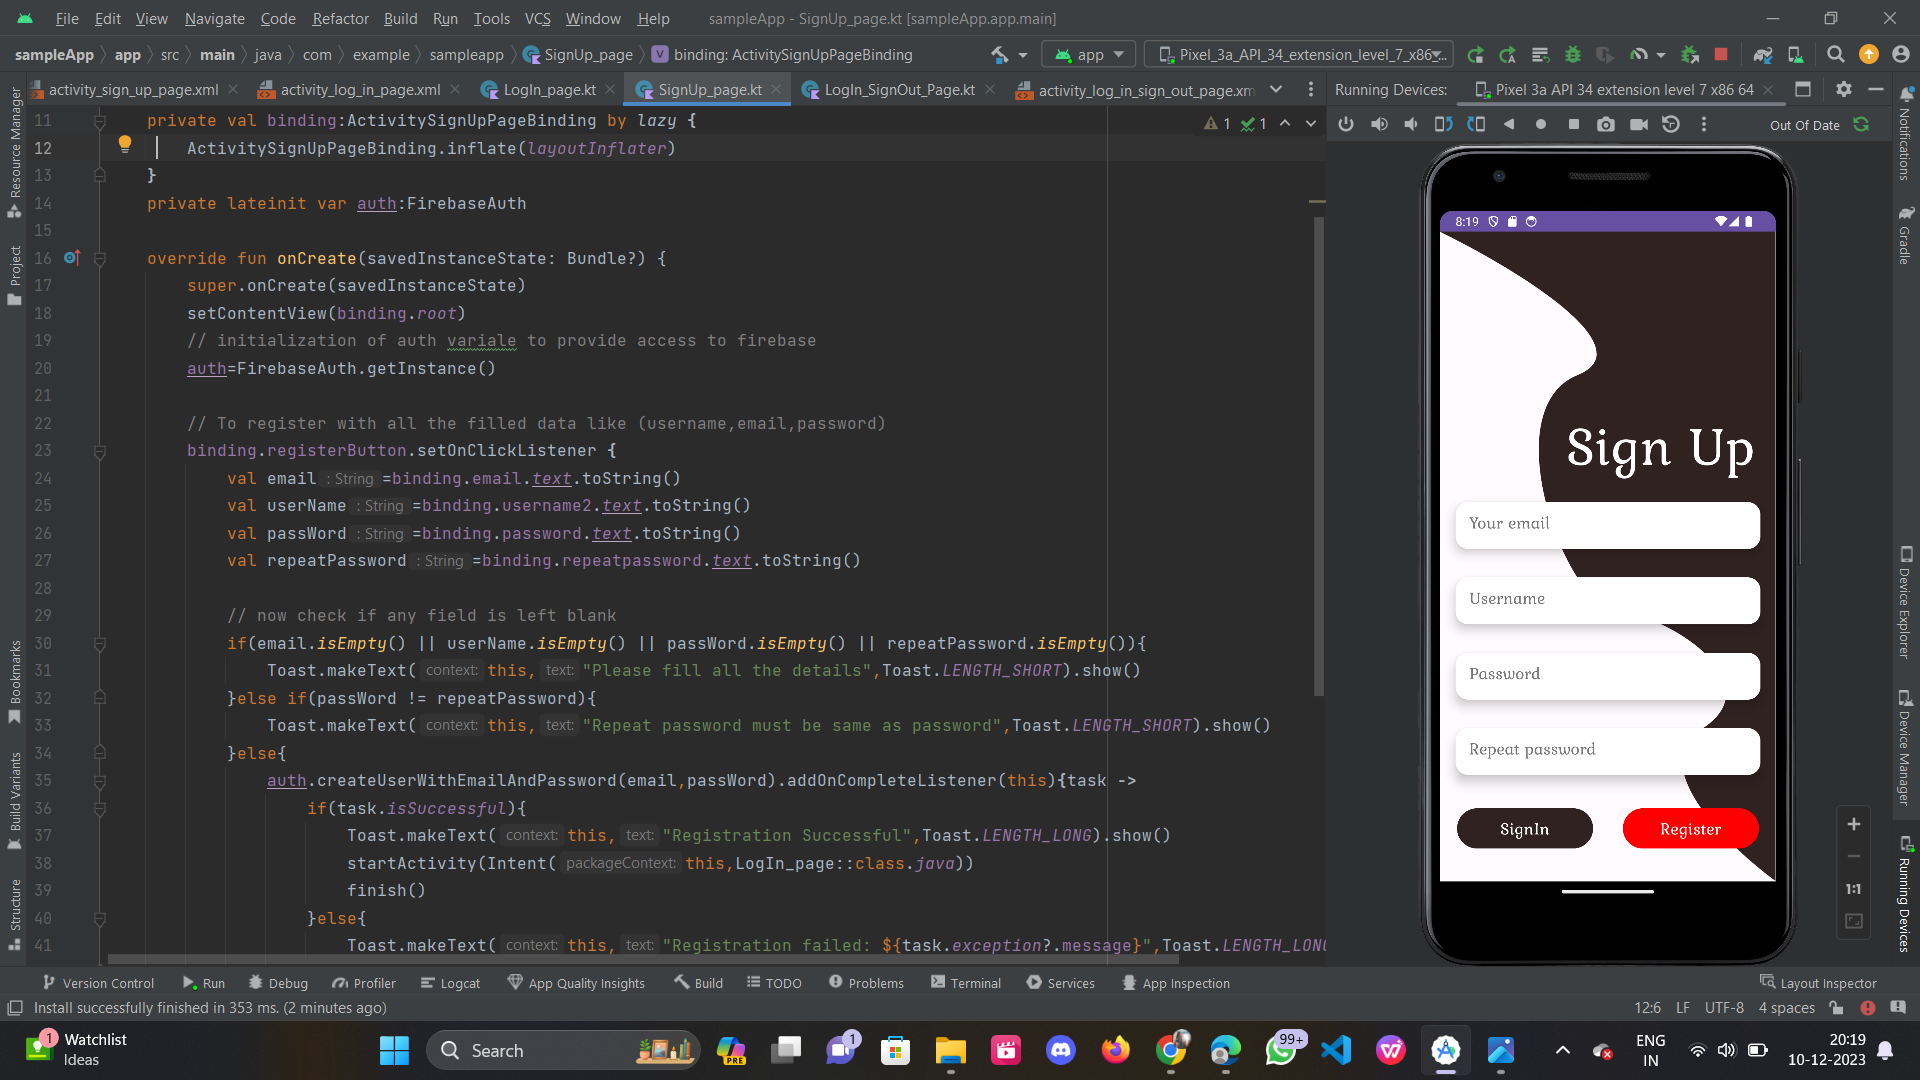 File Edit View Navigate Code Refactor Build Run Tools VCS Window Help sampleApp - SignUp_page.kt [sampleApp.app.main]
sampleApp app src main java com example sampleapp SignUp_page binding: ActivitySignUpPageBinding app Pixel_3a_API_34_extension_level_7_x86...
activity_sign_up_page.xml activity_log_in_page.xml LogIn_page.kt SignUp_page.kt LogIn_SignOut_Page.kt activity_log_in_sign_out_page.xm Running Devices: Pixel 3a API 34 extension level 7 x86 64
Out Of Date
1 1
11 private val binding:ActivitySignUpPageBinding by lazy {
12 ActivitySignUpPageBinding.inflate(layoutInflater)
13 }
14 private lateinit var auth:FirebaseAuth
15
16 override fun onCreate(savedInstanceState: Bundle?) {
17 super.onCreate(savedInstanceState)
18 setContentView(binding.root)
19 // initialization of auth variale to provide access to firebase
20 auth=FirebaseAuth.getInstance()
21
22 // To register with all the filled data like (username,email,password)
23 binding.registerButton.setOnClickListener {
24 val email : String =binding.email.text.toString()
25 val userName : String =binding.username2.text.toString()
26 val passWord : String =binding.password.text.toString()
27 val repeatPassword : String =binding.repeatpassword.text.toString()
28
29 // now check if any field is left blank
30 if(email.isEmpty() || userName.isEmpty() || passWord.isEmpty() || repeatPassword.isEmpty()){
31 Toast.makeText( context: this, text: "Please fill all the details",Toast.LENGTH_SHORT).show()
32 }else if(passWord != repeatPassword){
33 Toast.makeText( context: this, text: "Repeat password must be same as password",Toast.LENGTH_SHORT).show()
34 }else{
35 auth.createUserWithEmailAndPassword(email,passWord).addOnCompleteListener(this){task ->
36 if(task.isSuccessful){
37 Toast.makeText( context: this, text: "Registration Successful",Toast.LENGTH_LONG).show()
38 startActivity(Intent( packageContext: this,LogIn_page::class.java))
39 finish()
40 }else{
41 Toast.makeText( context: this, text: "Registration failed: ${task.exception?.message}",Toast.LENGTH_LONG
8:19
Sign Up
Your email
Username
Password
Repeat password
SignIn Register
1:1
Resource Manager
Project
Bookmarks
Build Variants
Structure
Notifications
Gradle
Device Explorer
Device Manager
Running Devices
Version Control Run Debug Profiler Logcat App Quality Insights Build TODO Problems Terminal Services App Inspection Layout Inspector
Install successfully finished in 353 ms. (2 minutes ago) 12:6 LF UTF-8 4 spaces
1 Watchlist
Ideas
Search
PRE
1
99+
ENG
IN
20:19
10-12-2023